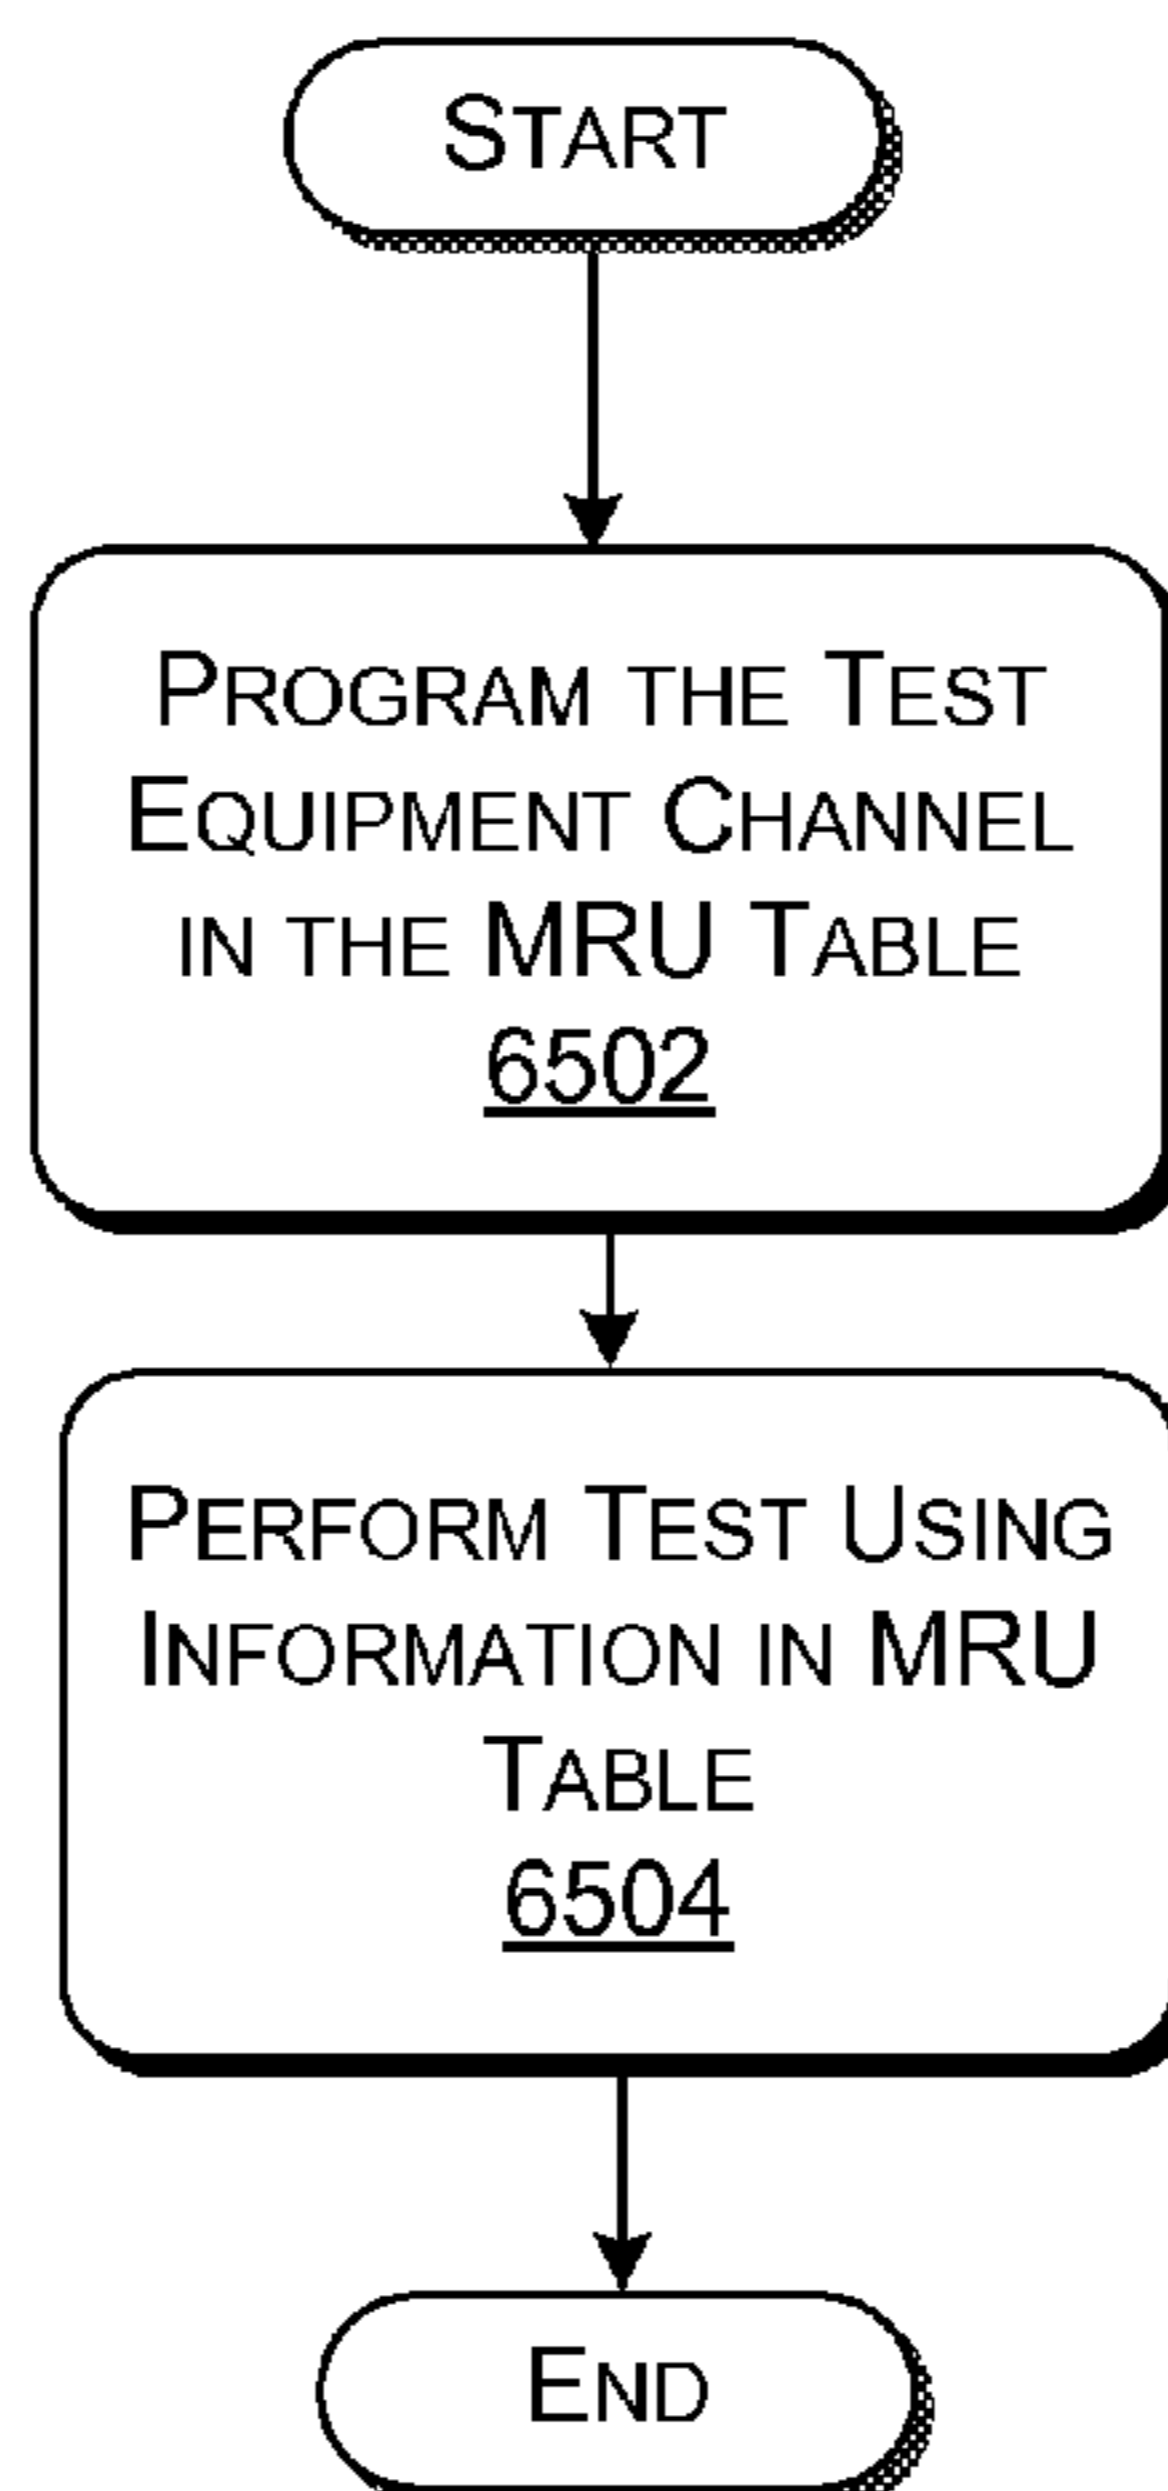 START
PROGRAM THE TEST
EQUIPMENT CHANNEL
IN THE MRU TABLE
6502
PERFORM TEST USING
INFORMATION IN MRU
TABLE
6504
END